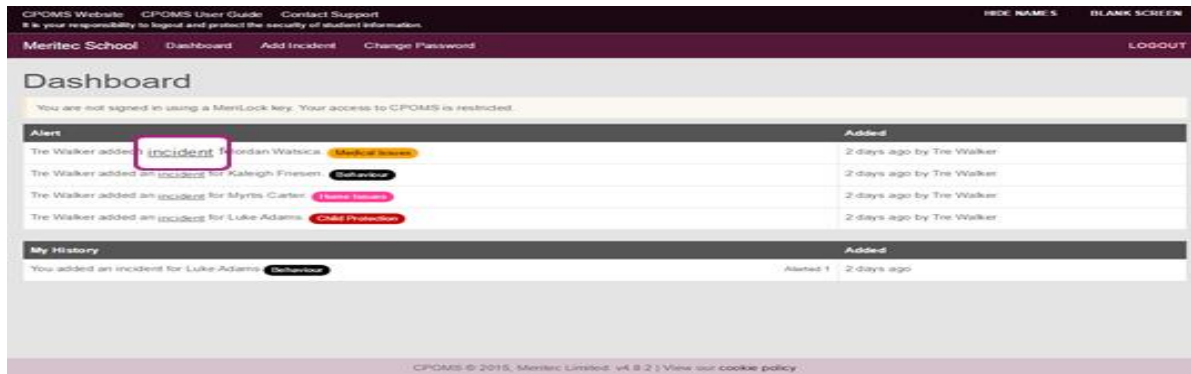 CPOMS Website CPOMS User Guide Contact Support HIDE NAMES BLANK SCREEN
It is your responsibility to logout and protect the security of student information.
Meritec School Dashboard Add Incident Change Password LOGOUT
Dashboard
You are not signed in using a MeriLock key. Your access to CPOMS is restricted.
Alert Added
Tre Walker added incident Jordan Watsica. Medical Issues 2 days ago by Tre Walker
Tre Walker added an incident for Kaleigh Friesen. Behaviour 2 days ago by Tre Walker
Tre Walker added an incident for Myrtis Carter. Home Issues 2 days ago by Tre Walker
Tre Walker added an incident for Luke Adams. Child Protection 2 days ago by Tre Walker
My History Added
You added an incident for Luke Adams. Behaviour Alerted 1 2 days ago
CPOMS © 2015, Meritec Limited. v4.8.2 | View our cookie policy